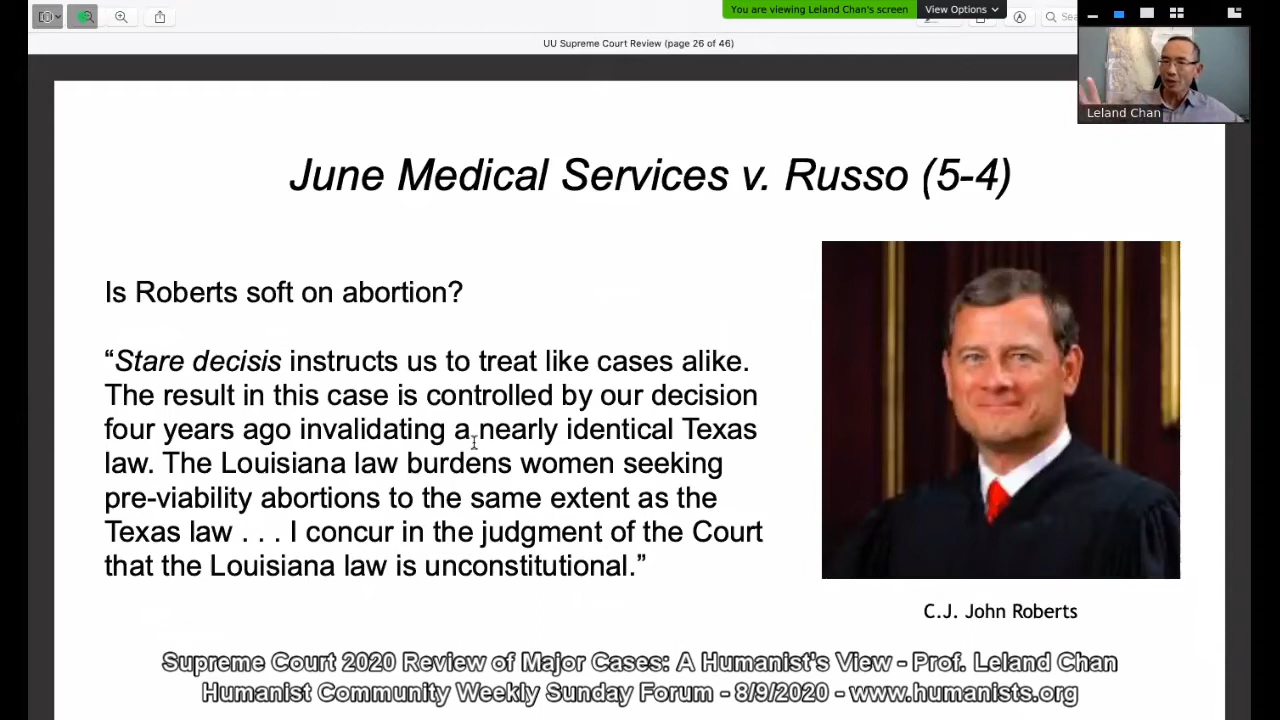 You are viewing Leland Chan's screen
View Options
UU Supreme Court Review (page 26 of 46)
Leland Chan
June Medical Services v. Russo (5-4)
Is Roberts soft on abortion?
“Stare decisis instructs us to treat like cases alike.
The result in this case is controlled by our decision
four years ago invalidating a nearly identical Texas
law. The Louisiana law burdens women seeking
pre-viability abortions to the same extent as the
Texas law . . . I concur in the judgment of the Court
that the Louisiana law is unconstitutional.”
C.J. John Roberts
Supreme Court 2020 Review of Major Cases: A Humanist's View - Prof. Leland Chan
Humanist Community Weekly Sunday Forum - 8/9/2020 - www.humanists.org